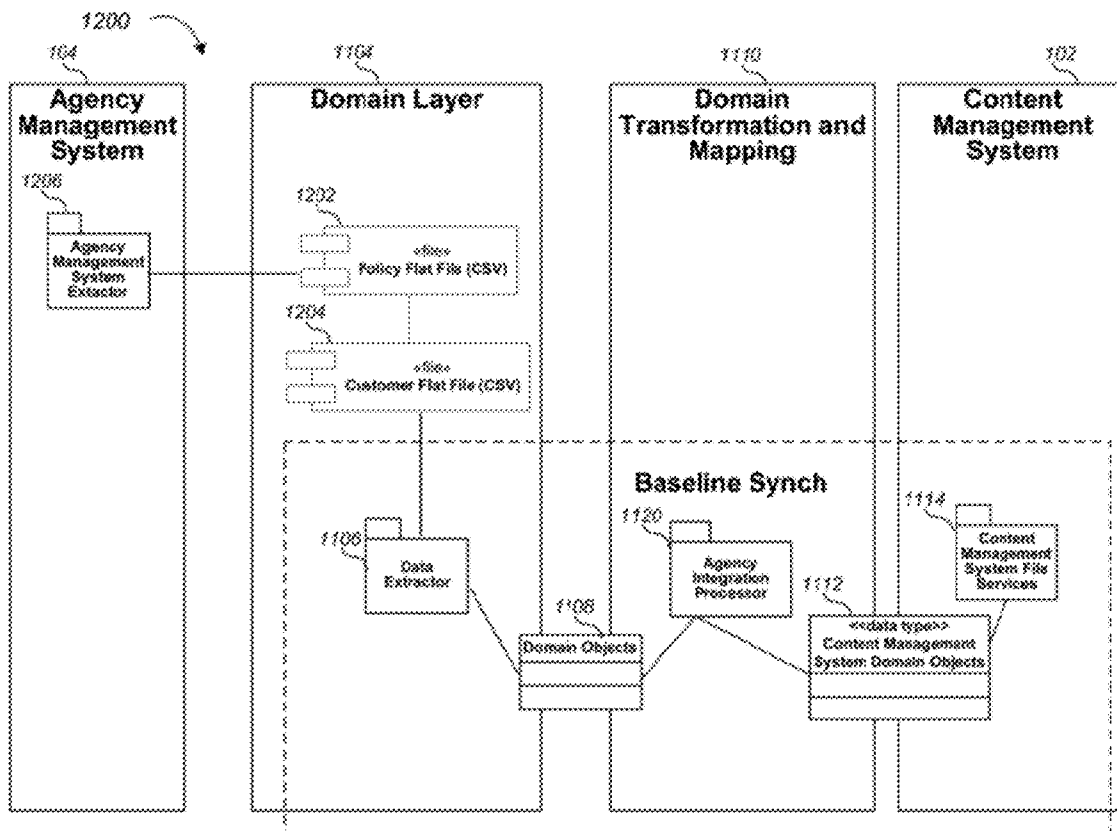 1200
104
1104
1110
102
Agency
Management
System
Domain Layer
Domain
Transformation and
Mapping
Content
Management
System
1206
Agency
Management
System
Extactor
1202
«file»
Policy Flat File (CSV)
1204
«file»
Customer Flat File (CSV)
Baseline Synch
1106
Data
Extractor
1108
Domain Objects
1120
Agency
Integration
Processor
1112
<<data type>>
Content Management
System Domain Objects
1114
Content
Management
System File
Services